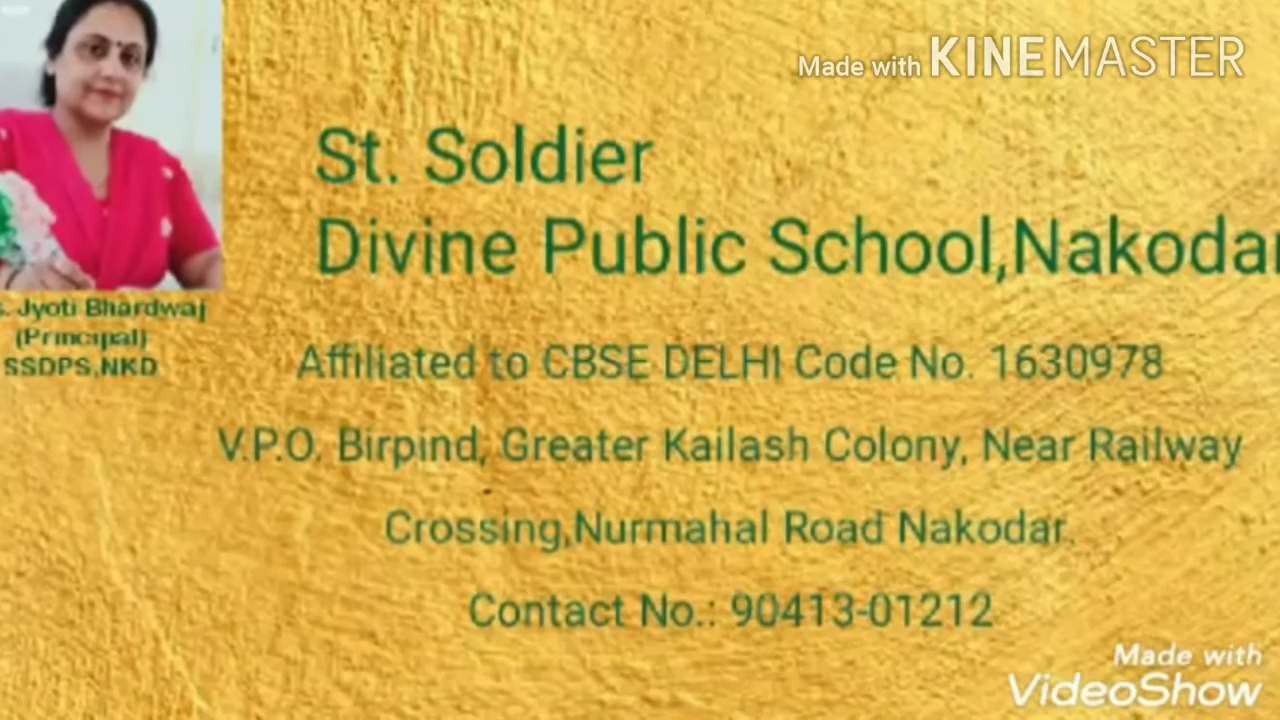 Made with KINEMASTER
St. Soldier
Divine Public School,Nakodar
s. Jyoti Bhardwaj
(Principal)
SSDPS,NKD
Affiliated to CBSE DELHI Code No. 1630978
V.P.O. Birpind, Greater Kailash Colony, Near Railway
Crossing,Nurmahal Road Nakodar.
Contact No.: 90413-01212
Made with
VideoShow